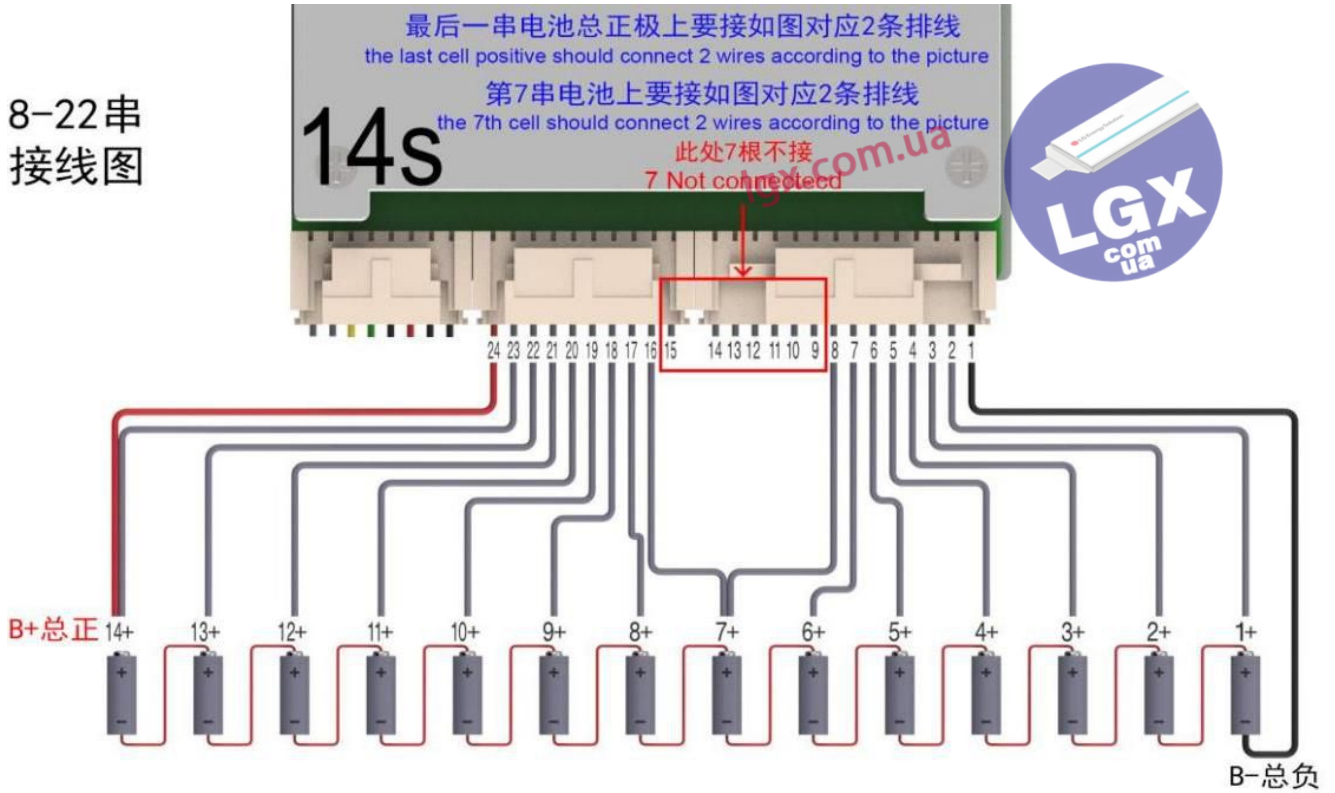 最后一串电池总正极上要接如图对应2条排线
the last cell positive should connect 2 wires according to the picture
第7串电池上要接如图对应2条排线
the 7th cell should connect 2 wires according to the picture
8-22串
接线图
14s
此处7根不接
7 Not connectecd
lgx.com.ua
LGX
com
ua
24 23 22 21 20 19 18 17 16 15 14 13 12 11 10 9 8 7 6 5 4 3 2 1
B+总正 14+ 13+ 12+ 11+ 10+ 9+ 8+ 7+ 6+ 5+ 4+ 3+ 2+ 1+
+ + + + + + + + + + + + + +
- - - - - - - - - - - - - -
B-总负